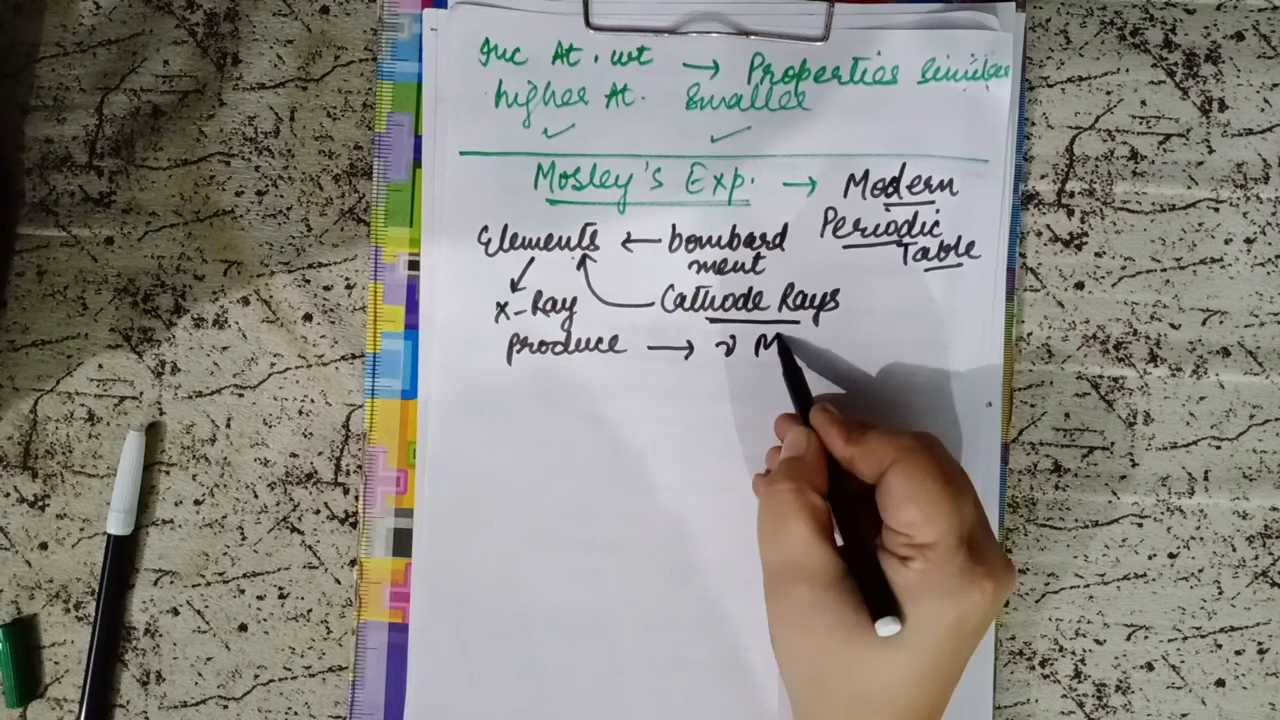 Inc At. wt → Properties similar
higher At. smaller
✓ ✓
Mosley's Exp. → Modern
Periodic
Table
Elements ← bombard
ment
X-Ray Cathode Rays
produce → ν M